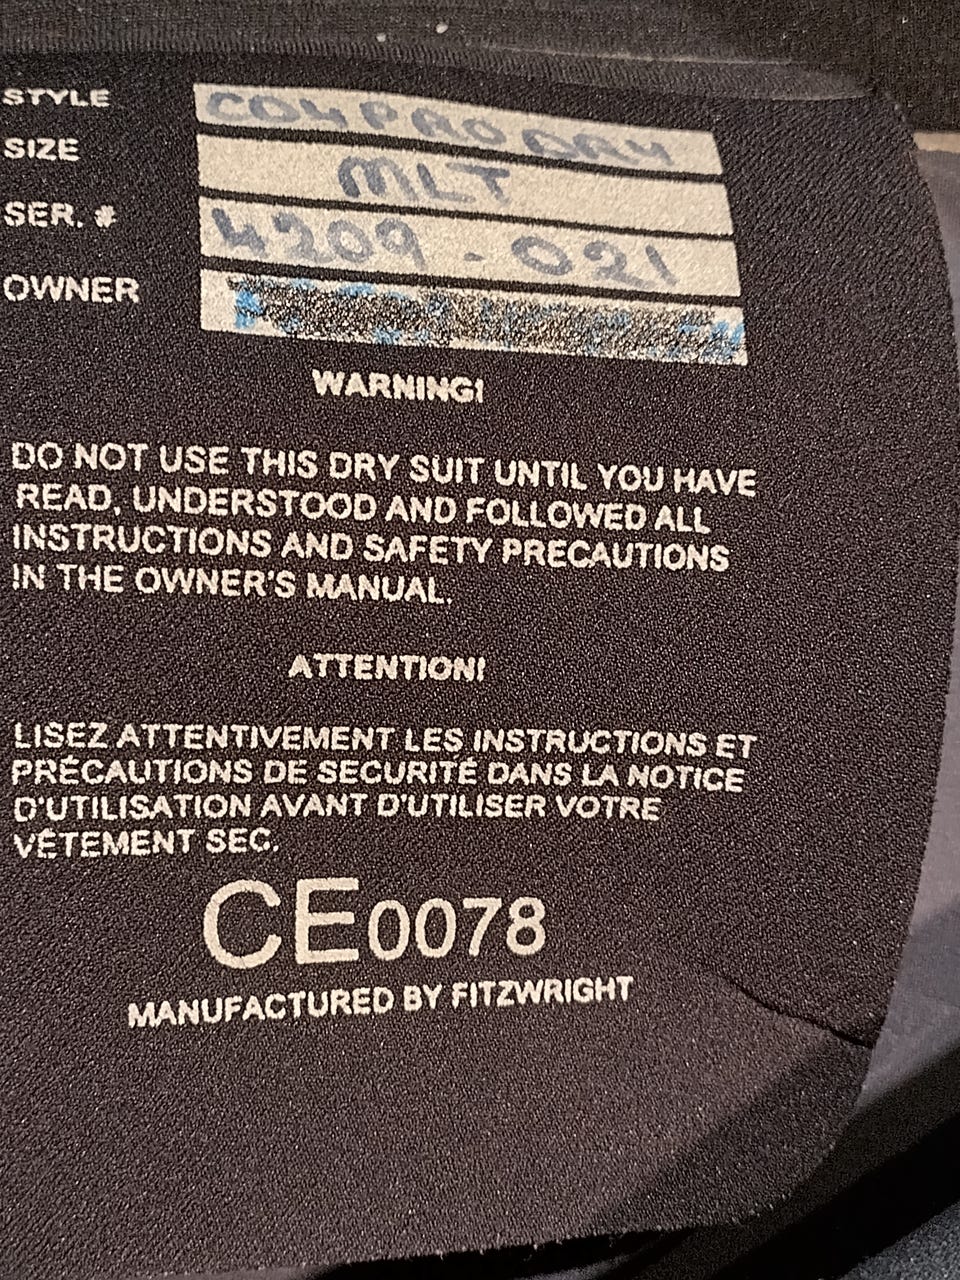 STYLE CO4 PRO DRY
SIZE MLT
SER. # 4209-021
OWNER
WARNING!
DO NOT USE THIS DRY SUIT UNTIL YOU HAVE
READ, UNDERSTOOD AND FOLLOWED ALL
INSTRUCTIONS AND SAFETY PRECAUTIONS
IN THE OWNER'S MANUAL.
ATTENTION!
LISEZ ATTENTIVEMENT LES INSTRUCTIONS ET
PRÉCAUTIONS DE SECURITÉ DANS LA NOTICE
D'UTILISATION AVANT D'UTILISER VOTRE
VÊTEMENT SEC.
CE0078
MANUFACTURED BY FITZWRIGHT